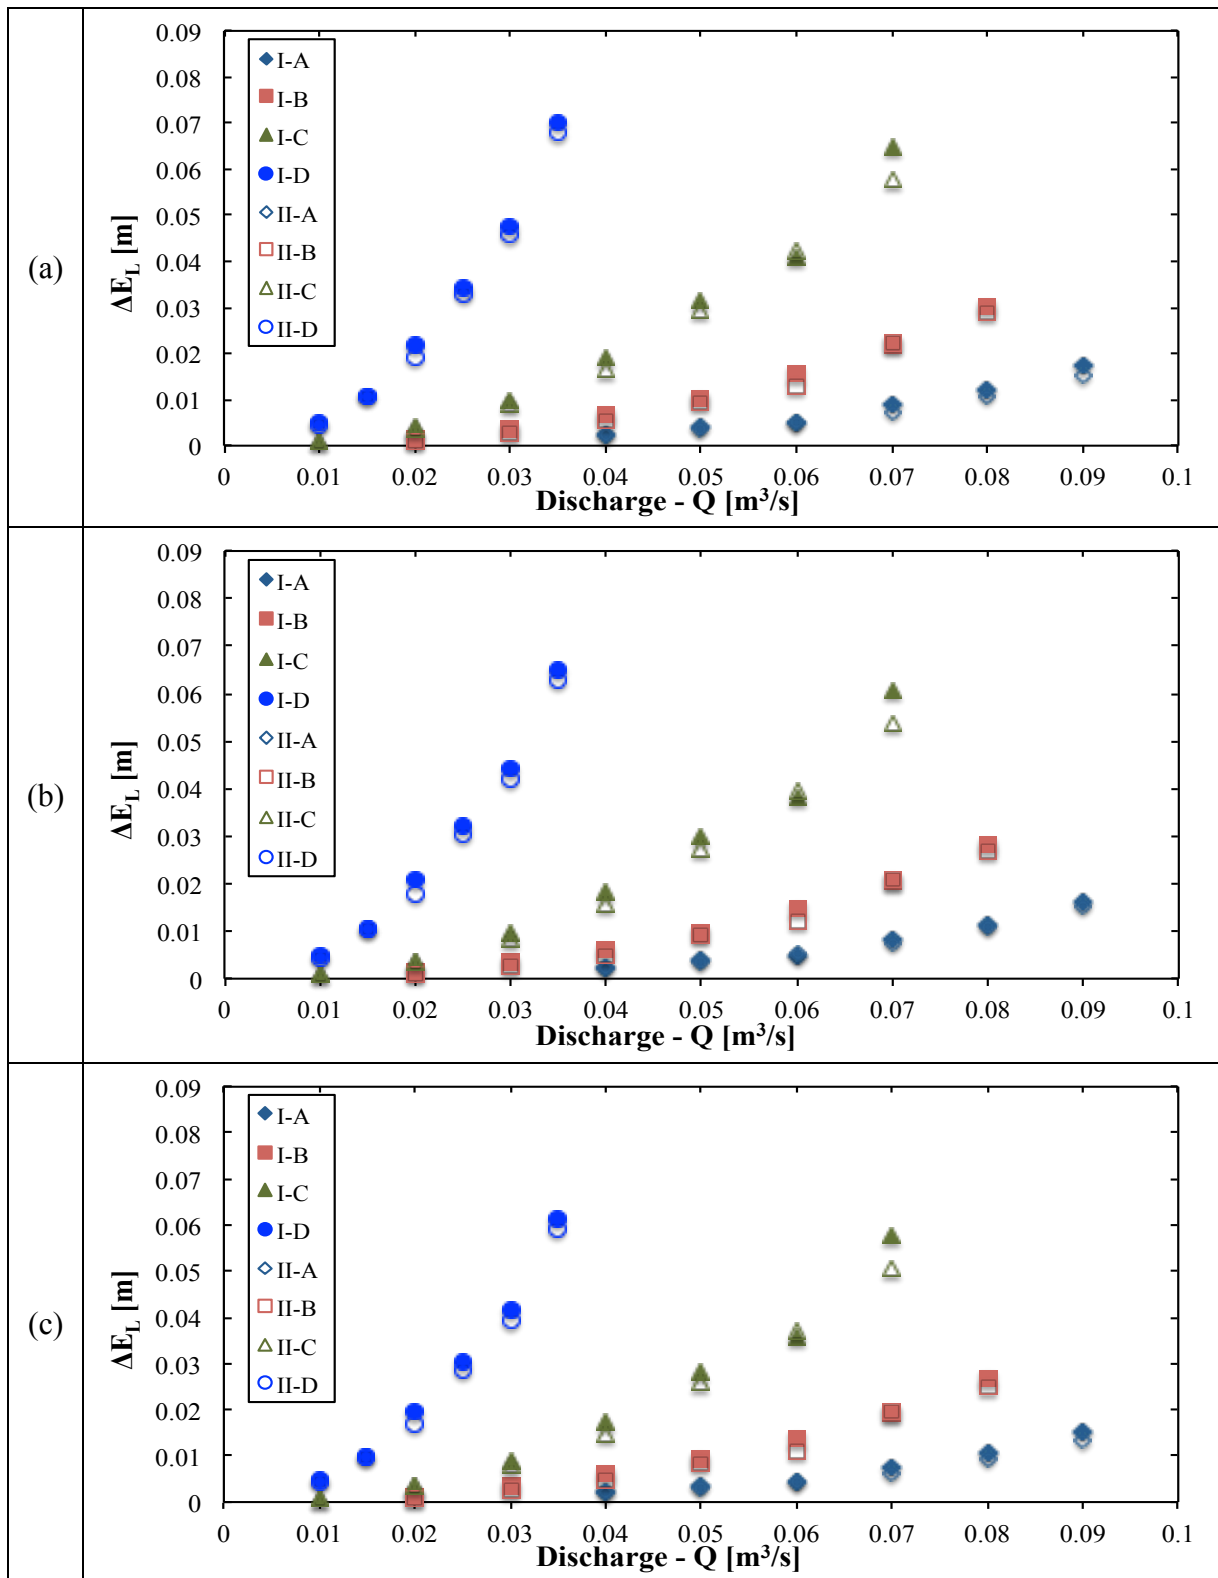 (a)
ΔE_L [m]
0.09
0.08
0.07
0.06
0.05
0.04
0.03
0.02
0.01
0
I-A
I-B
I-C
I-D
II-A
II-B
II-C
II-D
0 0.01 0.02 0.03 0.04 0.05 0.06 0.07 0.08 0.09 0.1
Discharge - Q [m³/s]
(b)
ΔE_L [m]
0.09
0.08
0.07
0.06
0.05
0.04
0.03
0.02
0.01
0
I-A
I-B
I-C
I-D
II-A
II-B
II-C
II-D
0 0.01 0.02 0.03 0.04 0.05 0.06 0.07 0.08 0.09 0.1
Discharge - Q [m³/s]
(c)
ΔE_L [m]
0.09
0.08
0.07
0.06
0.05
0.04
0.03
0.02
0.01
0
I-A
I-B
I-C
I-D
II-A
II-B
II-C
II-D
0 0.01 0.02 0.03 0.04 0.05 0.06 0.07 0.08 0.09 0.1
Discharge - Q [m³/s]